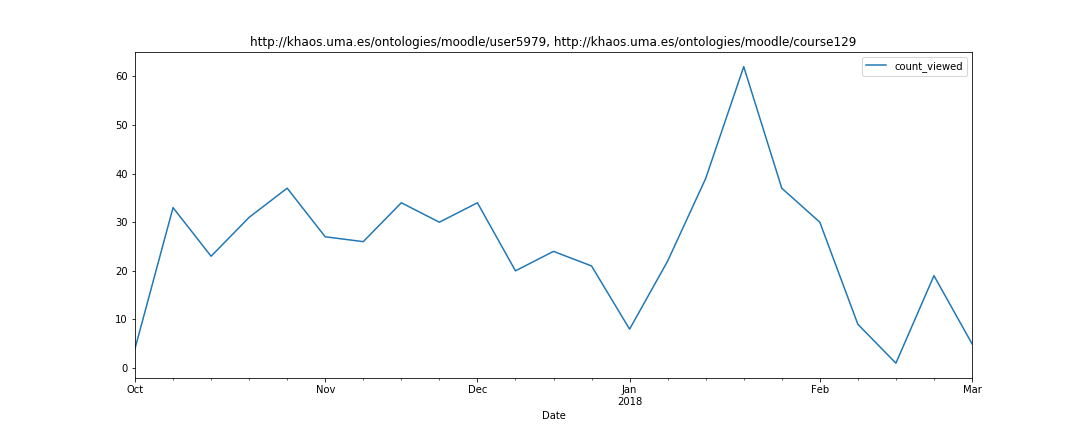 http://khaos.uma.es/ontologies/moodle/user5979, http://khaos.uma.es/ontologies/moodle/course129
count_viewed
60
50
40
30
20
10
0
Oct
Nov
Dec
Jan
2018
Feb
Mar
Date